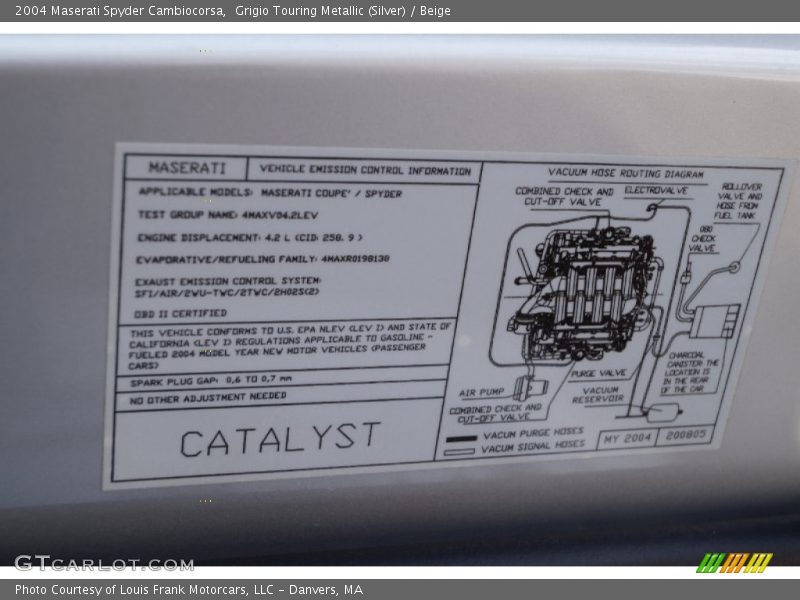 2004 Maserati Spyder Cambiocorsa,  Grigio Touring Metallic (Silver) / Beige
MASERATI
VEHICLE EMISSION CONTROL INFORMATION
APPLICABLE MODELS: MASERATI COUPE' / SPYDER
TEST GROUP NAME: 4MAXV04.2LEV
ENGINE DISPLACEMENT: 4.2 L (CID: 258. 9 )
EVAPORATIVE/REFUELING FAMILY: 4MAXR0198130
EXHAUST EMISSION CONTROL SYSTEM:
SFI/AIR/2WU-TWC/2TWC/2HO2S(2)
OBD II CERTIFIED
THIS VEHICLE CONFORMS TO U.S. EPA NLEV (LEV I) AND STATE OF
CALIFORNIA (LEV I) REGULATIONS APPLICABLE TO GASOLINE -
FUELED 2004 MODEL YEAR NEW MOTOR VEHICLES (PASSENGER
CARS)
SPARK PLUG GAP: 0,6 TO 0,7 mm
NO OTHER ADJUSTMENT NEEDED
CATALYST
VACUUM HOSE ROUTING DIAGRAM
COMBINED CHECK AND
CUT-OFF VALVE
ELECTROVALVE
ROLLOVER
VALVE AND
HOSE FROM
FUEL TANK
OBD
CHECK
VALVE
CHARCOAL
CANISTER: THE
LOCATION IS
IN THE REAR
OF THE CAR
PURGE VALVE
AIR PUMP
VACUUM
RESERVOIR
COMBINED CHECK AND
CUT-OFF VALVE
VACUM PURGE HOSES
VACUM SIGNAL HOSES
MY 2004
200805
GTCARLOT.COM
Photo Courtesy of Louis Frank Motorcars, LLC - Danvers, MA